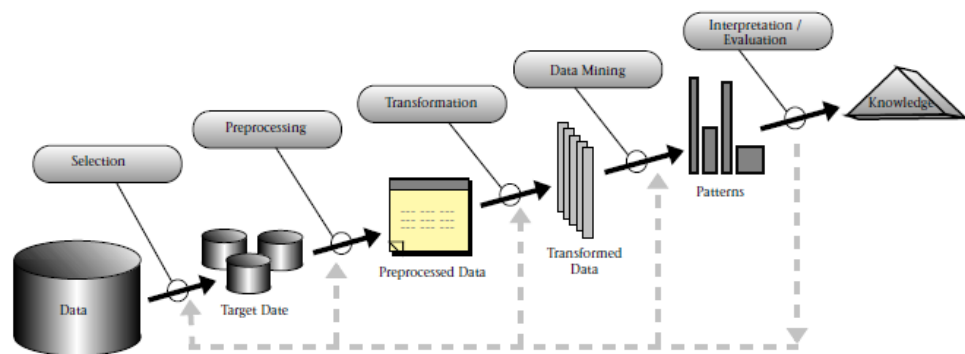 Interpretation /
Evaluation
Data Mining
Transformation
Preprocessing
Selection
Knowledge
Patterns
Transformed
Data
Preprocessed Data
Target Date
Data